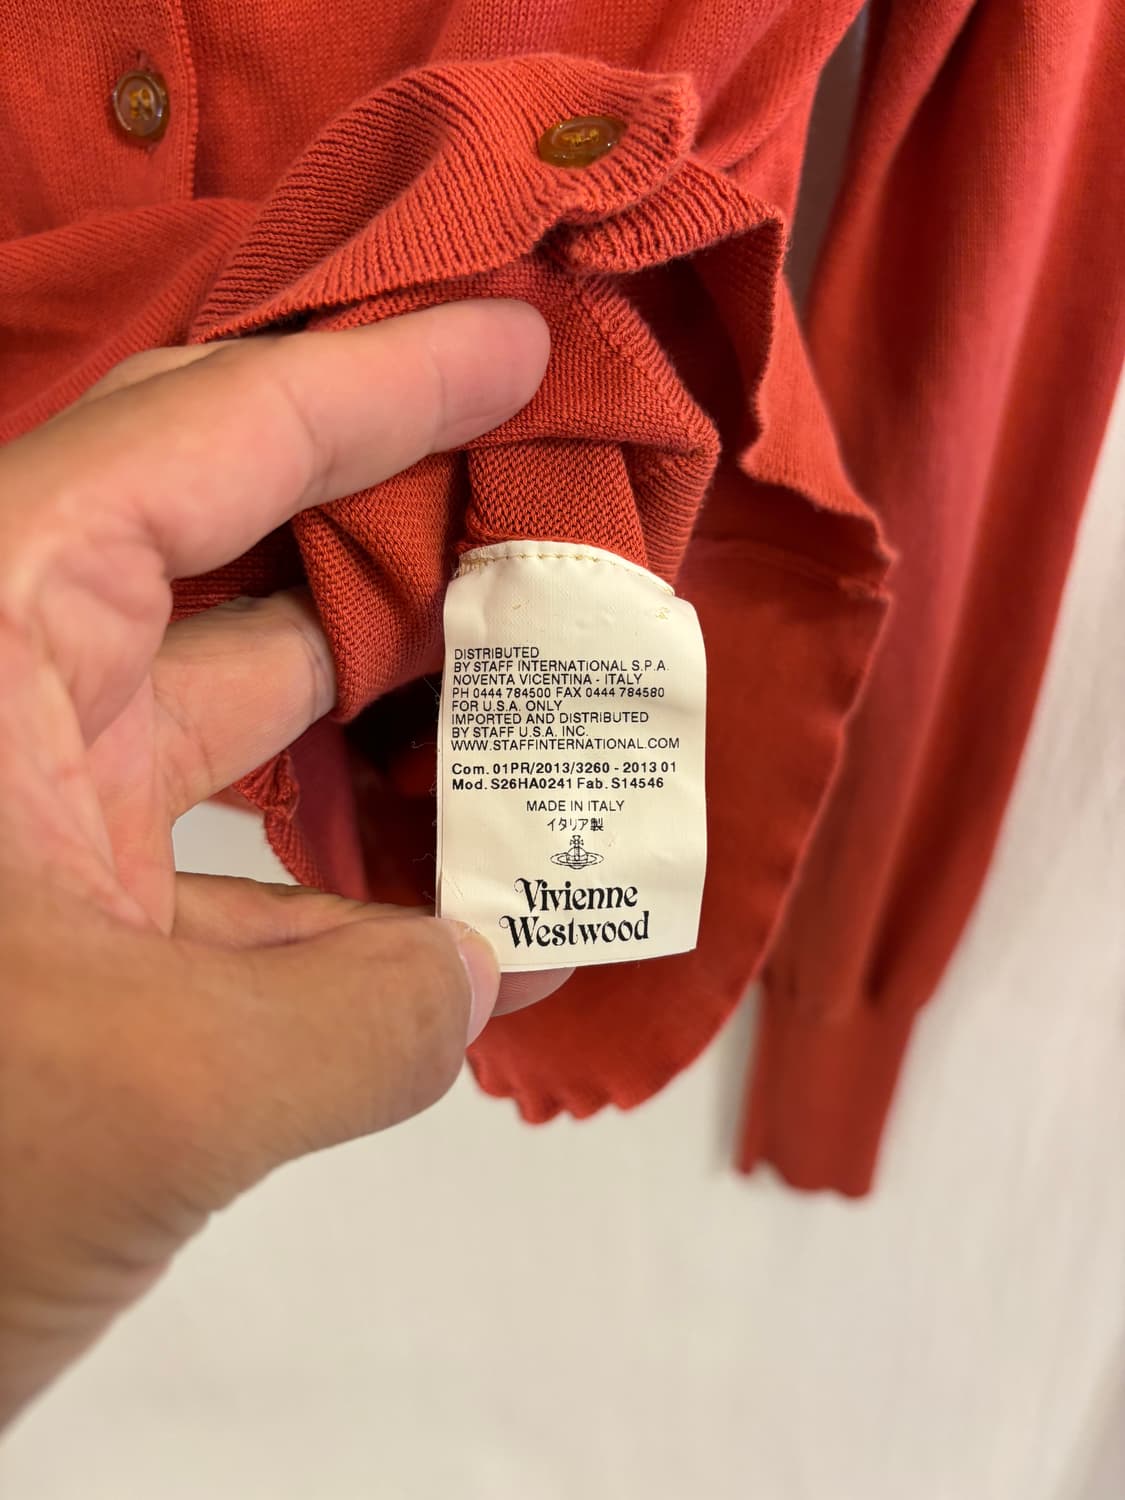 DISTRIBUTED
BY STAFF INTERNATIONAL S.P.A.
NOVENTA VICENTINA - ITALY
PH 0444 784500 FAX 0444 784580
FOR U.S.A. ONLY
IMPORTED AND DISTRIBUTED
BY STAFF U.S.A. INC.
WWW.STAFFINTERNATIONAL.COM
Com. 01PR/2013/3260 - 2013 01
Mod. S26HA0241 Fab. S14546
MADE IN ITALY
イタリア製
Vivienne
Westwood